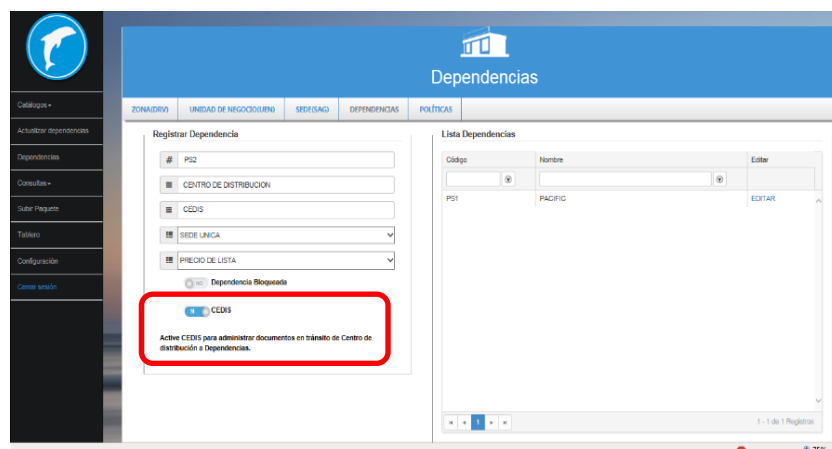 Dependencias
Catálogos
Actualizar dependencias
Dependencias
Consultas
Subir Paquete
Tablero
Configuración
Cerrar sesión
ZONA(DRV) UNIDAD DE NEGOCIO(UEN) SEDE(SAG) DEPENDENCIAS POLÍTICAS
Registrar Dependencia
# PS2
CENTRO DE DISTRIBUCION
CEDIS
SEDE UNICA
PRECIO DE LISTA
NO Dependencia Bloqueada
SI CEDIS
Active CEDIS para administrar documentos en tránsito de Centro de
distribución a Dependencias.
Lista Dependencias
Código Nombre Editar
PS1 PACIFIC EDITAR
1
1 - 1 de 1 Registros
75%